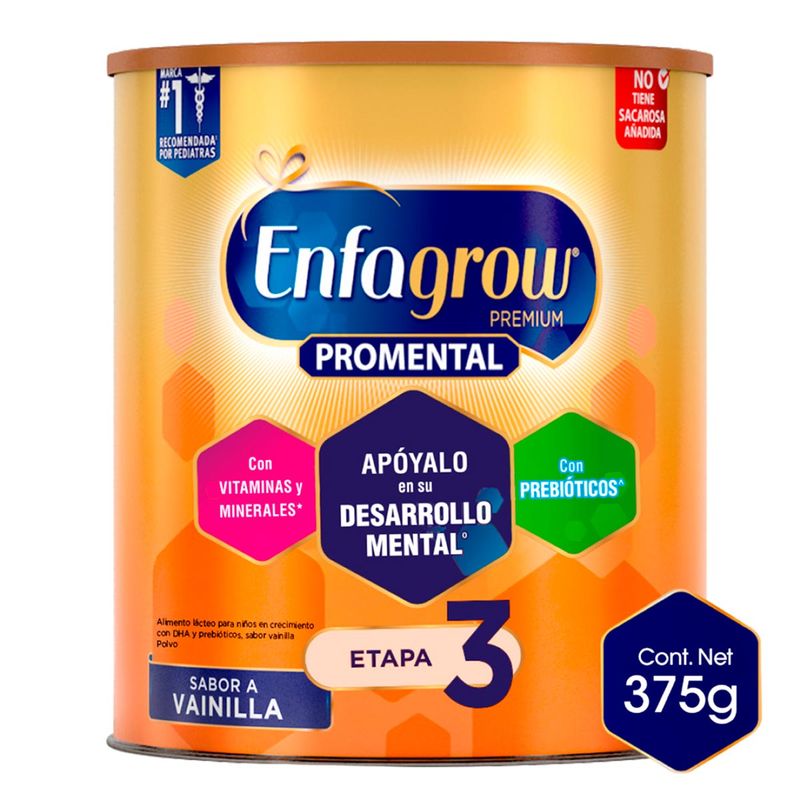 MARCA
#1
RECOMENDADA
POR PEDIATRAS
NO
TIENE
SACAROSA
AÑADIDA
Enfagrow®
PREMIUM
PROMENTAL
Con
VITAMINAS y
MINERALES*
APÓYALO
en su
DESARROLLO
MENTAL°
Con
PREBIÓTICOS^
Alimento lácteo para niños en crecimiento
con DHA y prebióticos, sabor vainilla
Polvo
ETAPA 3
SABOR A
VAINILLA
Cont. Net
375g